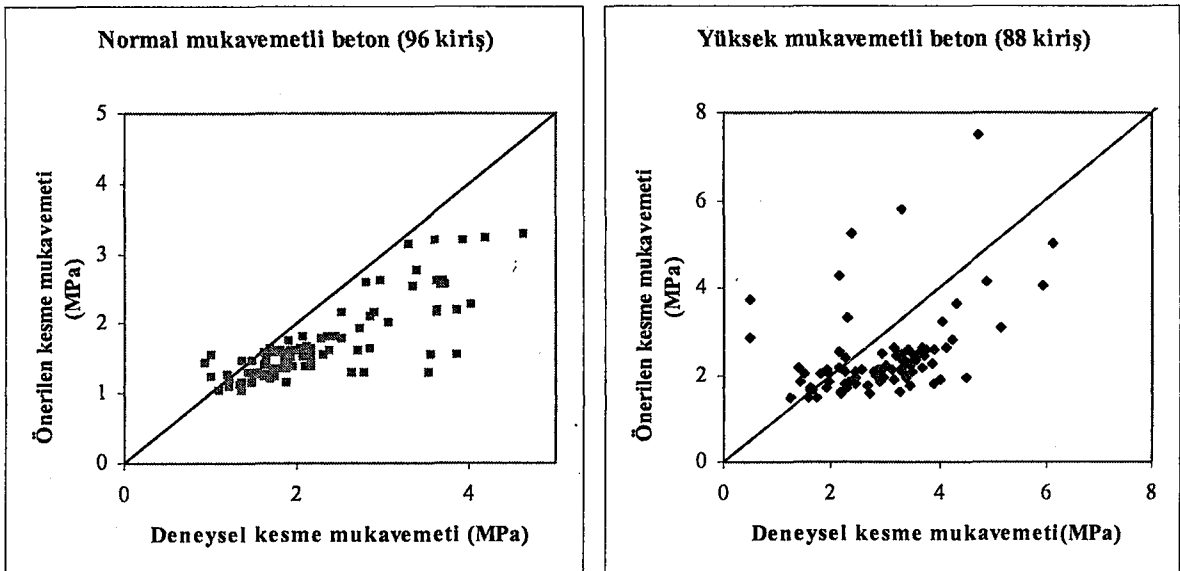 Normal mukavemetli beton (96 kiriş)
Önerilen kesme mukavemeti
(MPa)
5
4
3
2
1
0
0
2
4
Deneysel kesme mukavemeti (MPa)
Yüksek mukavemetli beton (88 kiriş)
Önerilen kesme mukavemeti
(MPa)
8
6
4
2
0
0
2
4
6
8
Deneysel kesme mukavemeti(MPa)